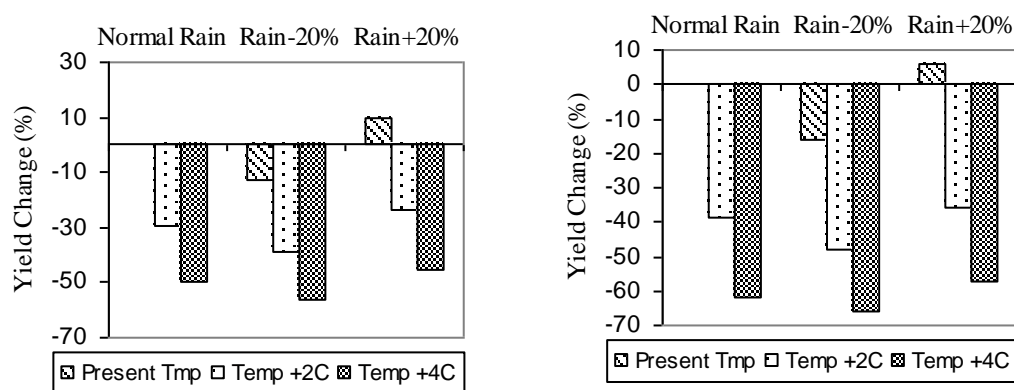 Normal Rain Rain-20% Rain+20%
30
10
-10
-30
-50
-70
Yield Change (%)
Present Tmp Temp +2C Temp +4C
Normal Rain Rain-20% Rain+20%
10
0
-10
-20
-30
-40
-50
-60
-70
Yield Change (%)
Present Tmp Temp +2C Temp +4C